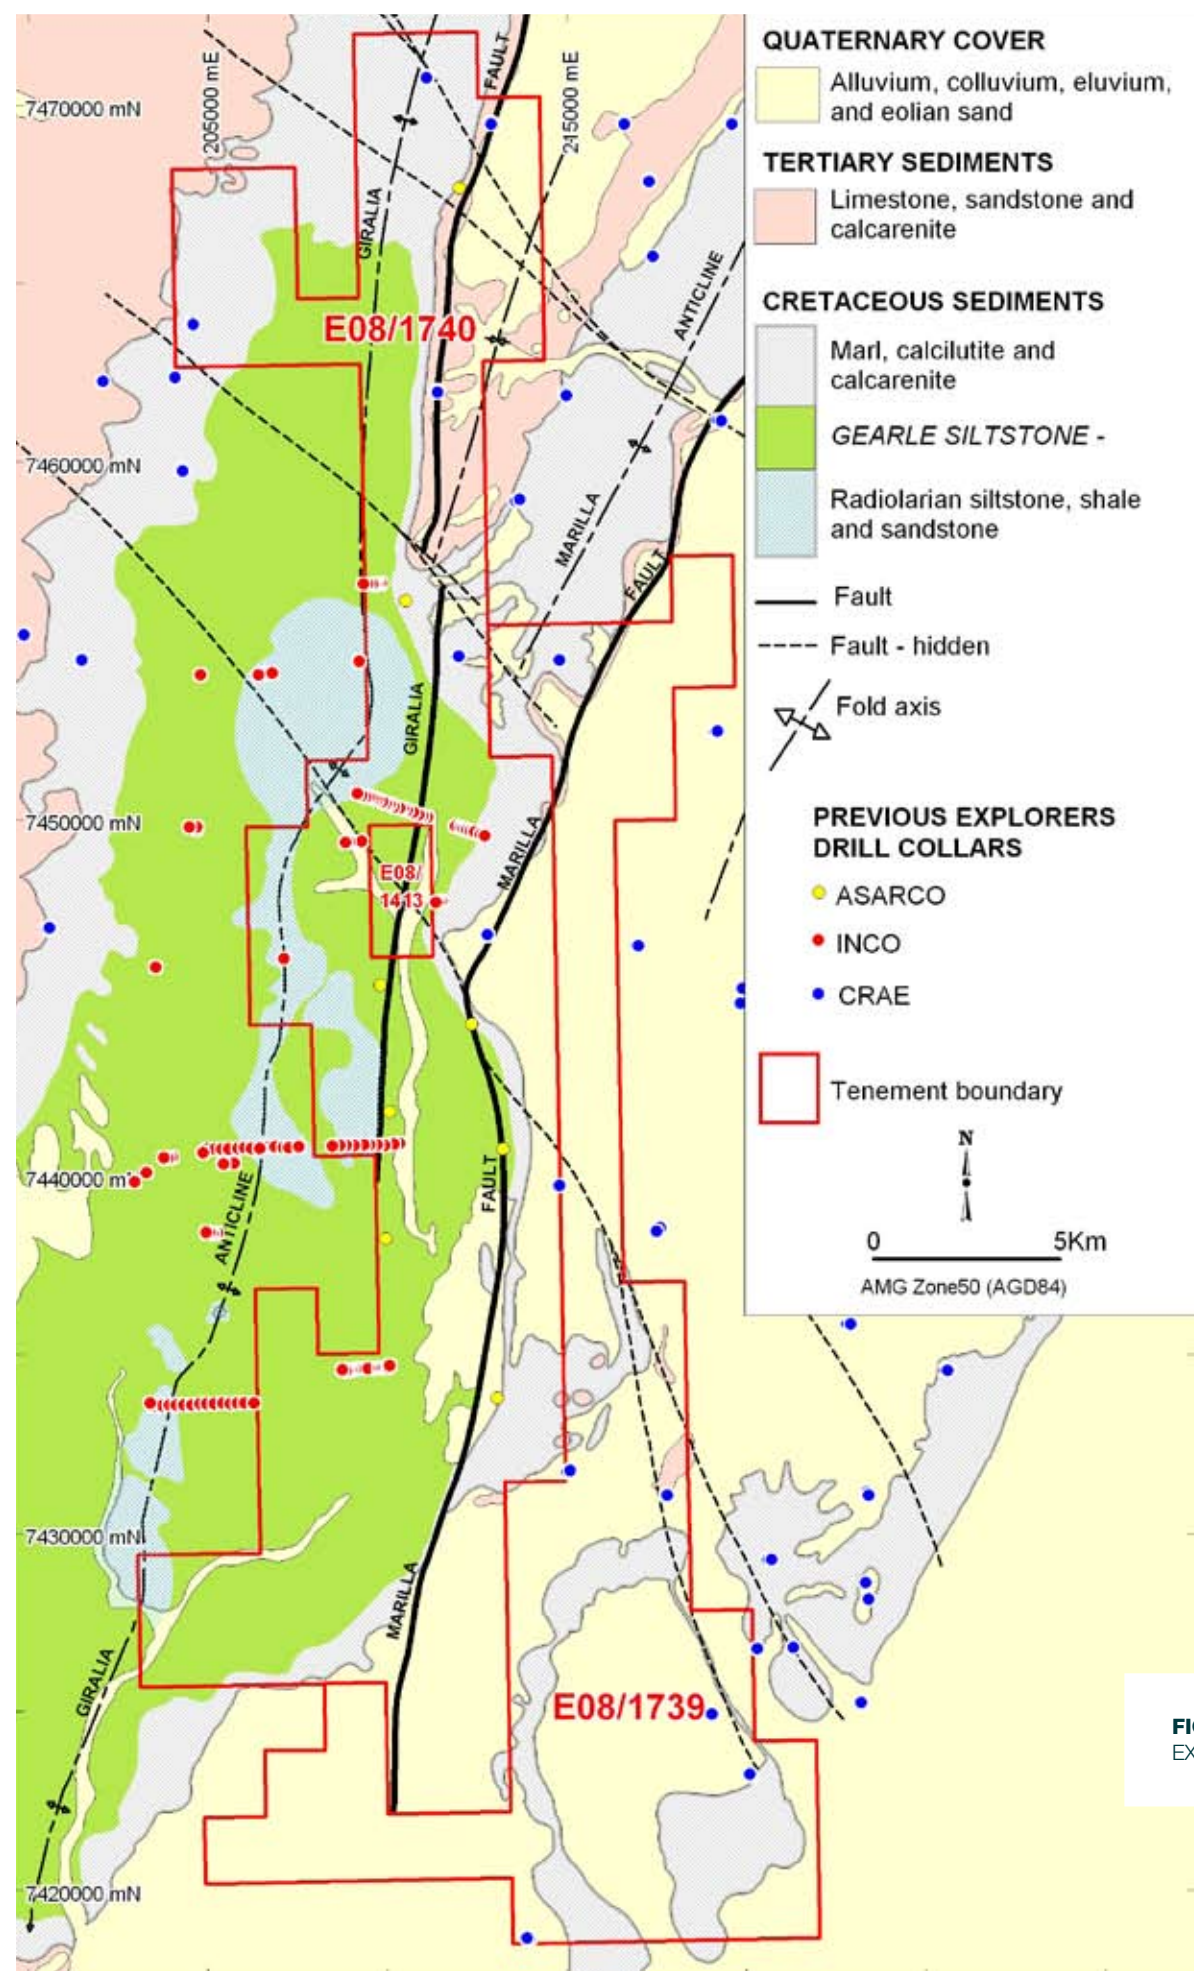 QUATERNARY COVER
Alluvium, colluvium, eluvium,
and eolian sand
TERTIARY SEDIMENTS
Limestone, sandstone and
calcarenite
CRETACEOUS SEDIMENTS
Marl, calcilutite and
calcarenite
GEARLE SILTSTONE -
Radiolarian siltstone, shale
and sandstone
Fault
Fault - hidden
Fold axis
PREVIOUS EXPLORERS
DRILL COLLARS
ASARCO
INCO
CRAE
Tenement boundary
N
0 5Km
AMG Zone50 (AGD84)
205000 mE
215000 mE
7470000 mN
7460000 mN
7450000 mN
7440000 m
7430000 mN
7420000 mN
FAULT
GIRALIA
E08/1740
ANTICLINE
MARILLA
FAULT
GIRALIA
MARILLA
E08/
1413
FAULT
ANTICLINE
MARILLA
GIRALIA
E08/1739